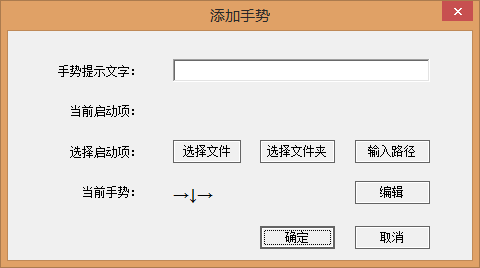 添加手势
手势提示文字：
当前启动项：
选择启动项： 选择文件 选择文件夹 输入路径
当前手势： →↓→ 编辑
确定 取消